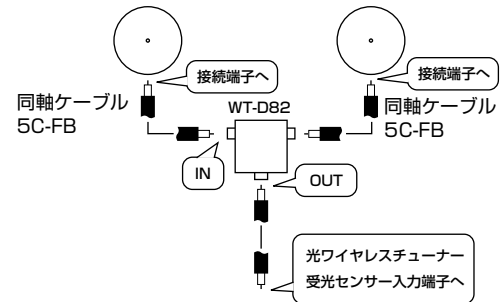 接続端子へ
接続端子へ
同軸ケーブル
5C-FB
WT-D82
同軸ケーブル
5C-FB
IN
OUT
光ワイヤレスチューナー
受光センサー入力端子へ